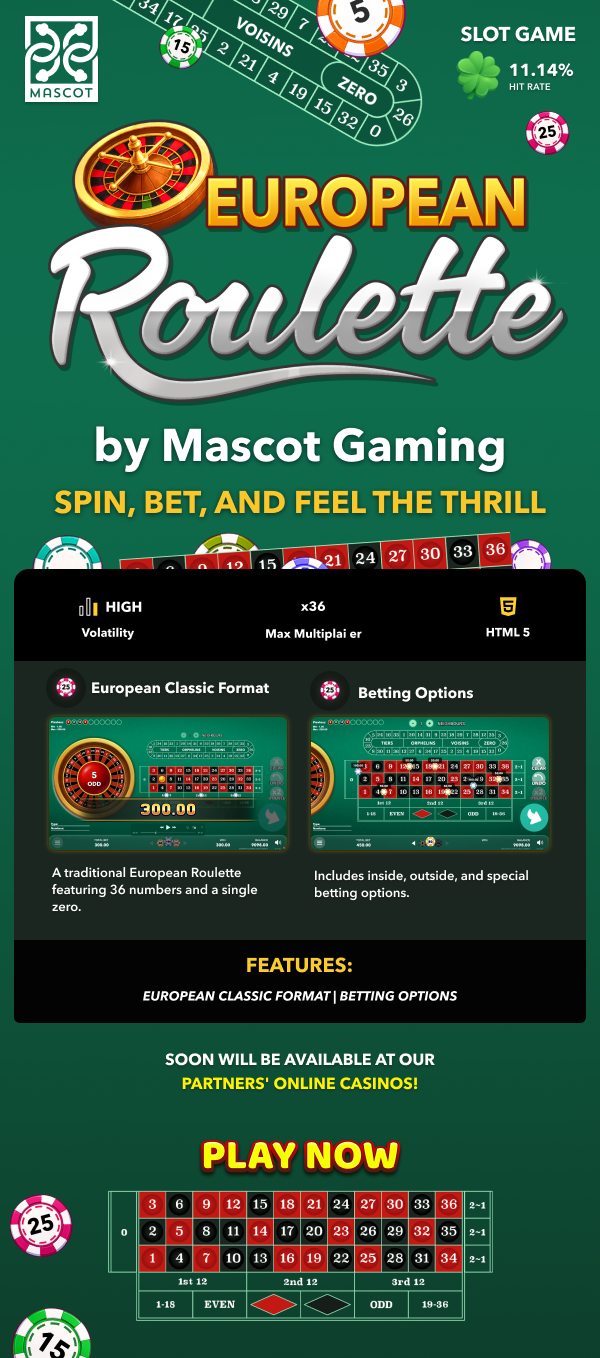 34 17 25 2 21 4 19 15 32 0 26 3 35
VOISINS
ZERO
29 7
5
15
MASCOT
SLOT GAME
11.14%
HIT RATE
25
EUROPEAN
Roulette
by Mascot Gaming
SPIN, BET, AND FEEL THE THRILL
9 12 15 21 24 27 30 33 36
HIGH
Volatility
x36
Max Multiplai er
HTML 5
25
European Classic Format
25
Betting Options
NEIGHBOURS
TIERS ORPHELINS VOISINS ZERO
5
ODD
300.00
NEIGHBOURS
TIERS ORPHELINS VOISINS ZERO
1st 12 2nd 12 3rd 12
1-18 EVEN ODD 19-36
A traditional European Roulette
featuring 36 numbers and a single
zero.
Includes inside, outside, and special
betting options.
FEATURES:
EUROPEAN CLASSIC FORMAT | BETTING OPTIONS
SOON WILL BE AVAILABLE AT OUR
PARTNERS' ONLINE CASINOS!
PLAY NOW
3 6 9 12 15 18 21 24 27 30 33 36 2~1
0 2 5 8 11 14 17 20 23 26 29 32 35 2~1
1 4 7 10 13 16 19 22 25 28 31 34 2~1
1st 12 2nd 12 3rd 12
1-18 EVEN ODD 19-36
25
15